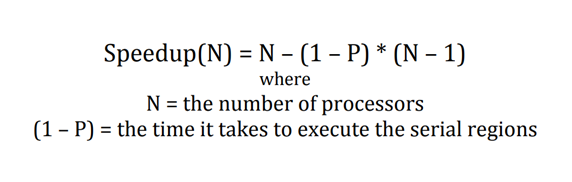 Speedup(N) = N – (1 – P) * (N – 1)
where
N = the number of processors
(1 – P) = the time it takes to execute the serial regions